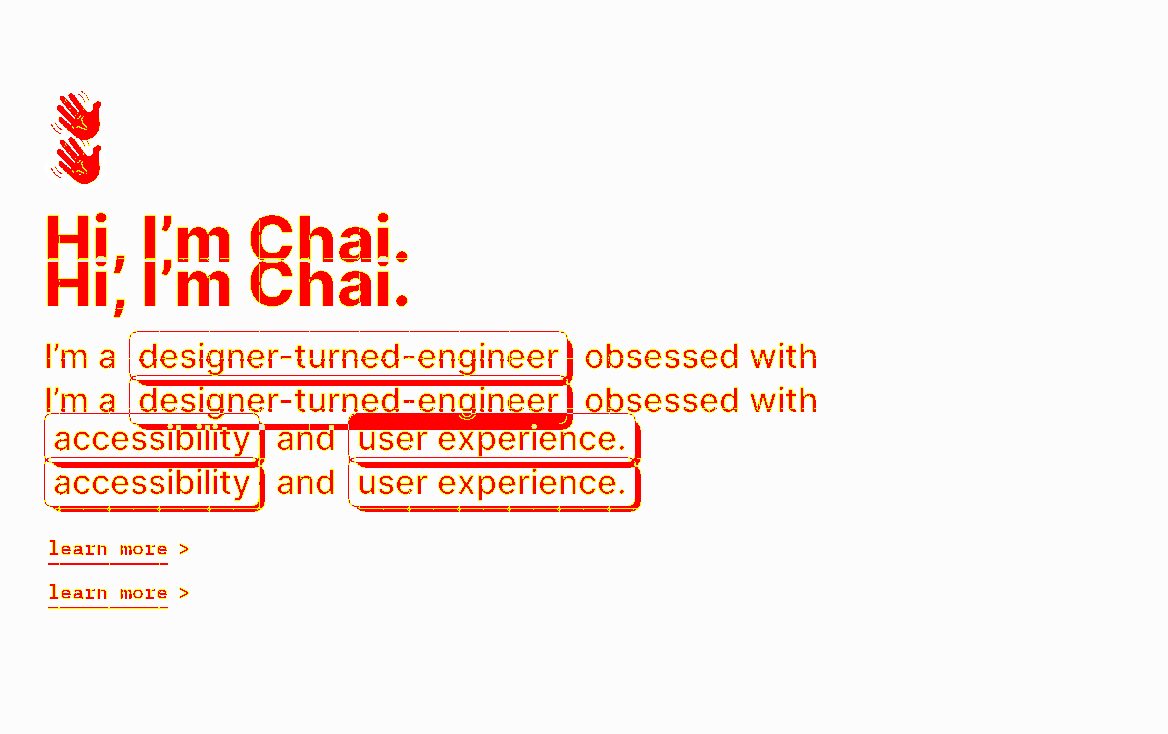 Hi, I’m Chai.
Hi, I’m Chai.
I’m a designer-turned-engineer obsessed with
I’m a designer-turned-engineer obsessed with
accessibility and user experience.
accessibility and user experience.
learn more >
learn more >